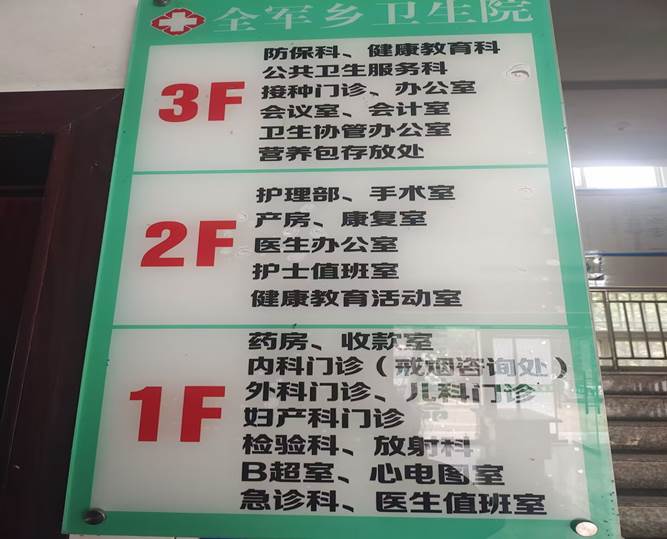 全军乡卫生院
3F
防保科、健康教育科
公共卫生服务科
接种门诊、办公室
会议室、会计室
卫生协管办公室
营养包存放处
2F
护理部、手术室
产房、康复室
医生办公室
护士值班室
健康教育活动室
1F
药房、收款室
内科门诊（戒烟咨询处）
外科门诊、儿科门诊
妇产科门诊
检验科、放射科
B超室、心电图室
急诊科、医生值班室